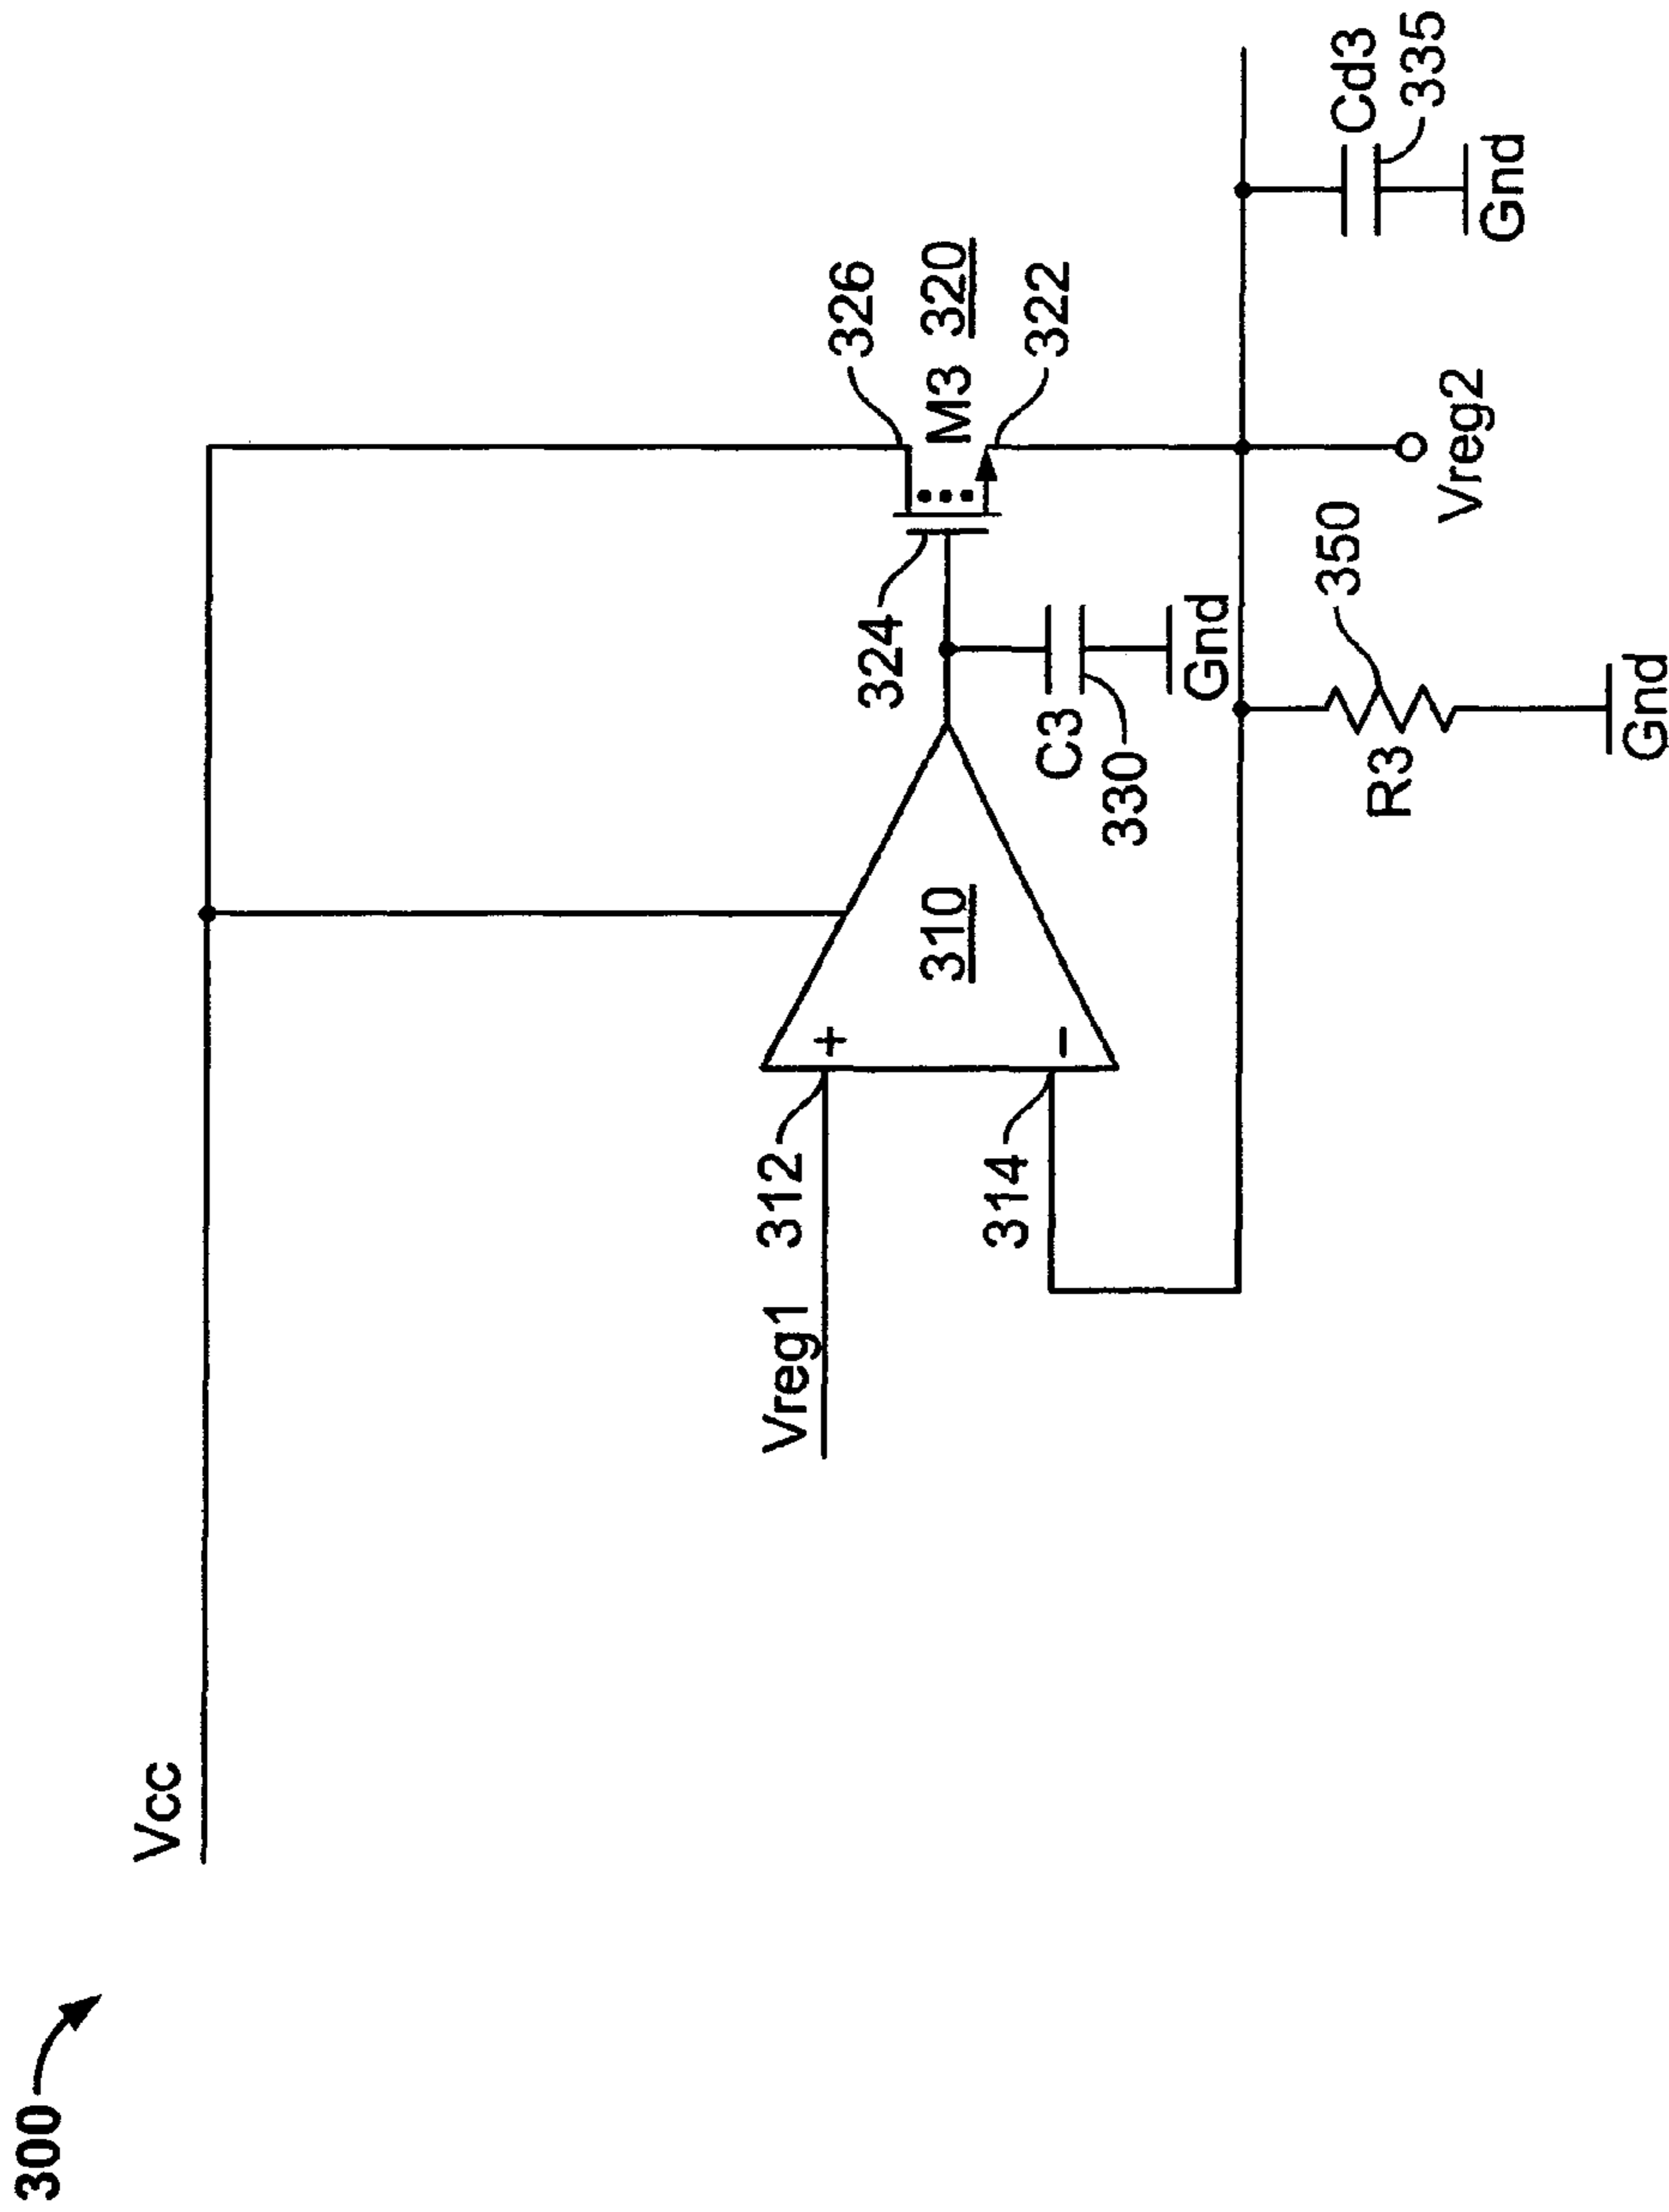 300
Vcc
Vreg1
312
314
310
+
−
324
326
M3
320
322
C3
330
Gnd
R3
350
Gnd
Vreg2
Cd3
335
Gnd